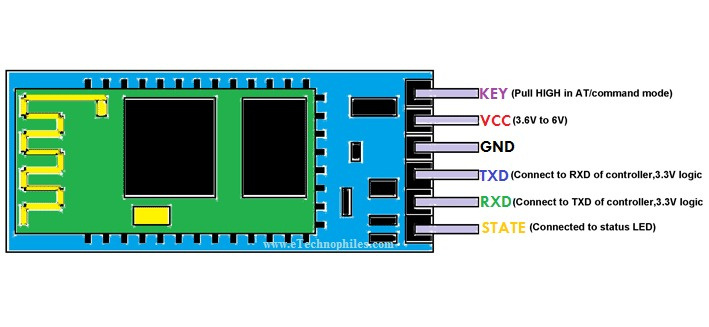 KEY (Pull HIGH in AT/command mode)
VCC (3.6V to 6V)
GND
TXD (Connect to RXD of controller,3.3V logic
RXD (Connect to TXD of controller,3.3V logic
STATE (Connected to status LED)
www.eTechnophiles.com